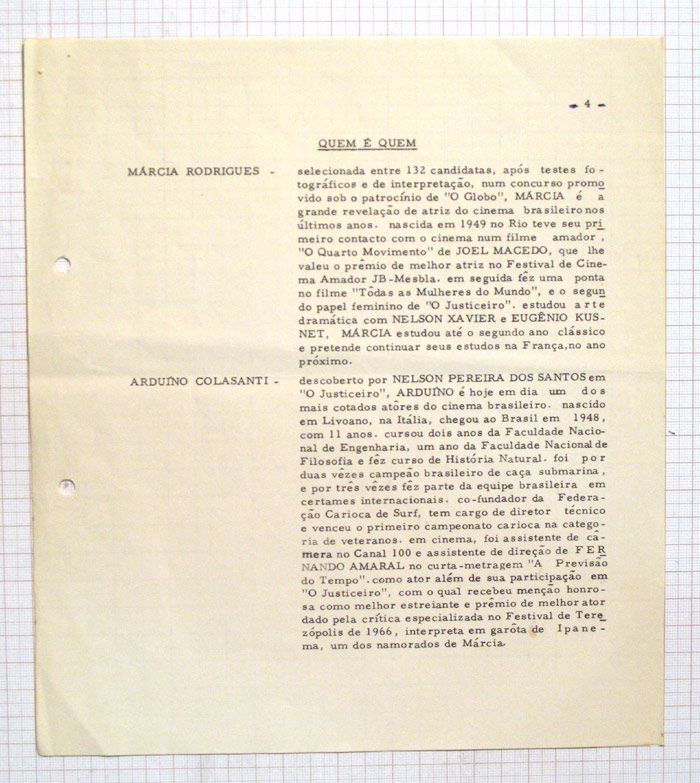 - 4 -
QUEM É QUEM
MÁRCIA RODRIGUES - selecionada entre 132 candidatas, após testes fo-
tográficos e de interpretação, num concurso promo
vido sob o patrocínio de "O Globo", MÁRCIA é a
grande revelação de atriz do cinema brasileiro nos
últimos anos. nascida em 1949 no Rio teve seu pri
meiro contacto com o cinema num filme amador,
"O Quarto Movimento" de JOEL MACEDO, que lhe
valeu o prêmio de melhor atriz no Festival de Cine-
ma Amador JB-Mesbla. em seguida fêz uma ponta
no filme "Tôdas as Mulheres do Mundo", e o segun
do papel feminino de "O Justiceiro". estudou arte
dramática com NELSON XAVIER e EUGÊNIO KUS-
NET, MÁRCIA estudou até o segundo ano clássico
e pretende continuar seus estudos na França, no ano
próximo.
ARDUÍNO COLASANTI - descoberto por NELSON PEREIRA DOS SANTOS em
"O Justiceiro", ARDUÍNO é hoje em dia um dos
mais cotados atôres do cinema brasileiro. nascido
em Livoano, na Itália, chegou ao Brasil em 1948,
com 11 anos. cursou dois anos da Faculdade Nacio-
nal de Engenharia, um ano da Faculdade Nacional de
Filosofia e fêz curso de História Natural. foi por
duas vêzes campeão brasileiro de caça submarina,
e por três vêzes fêz parte da equipe brasileira em
certames internacionais. co-fundador da Federa-
ção Carioca de Surf, tem cargo de diretor técnico
e venceu o primeiro campeonato carioca na catego-
ria de veteranos. em cinema, foi assistente de câ-
mera no Canal 100 e assistente de direção de FER
NANDO AMARAL no curta-metragem "A Previsão
do Tempo". como ator além de sua participação em
"O Justiceiro", com o qual recebeu menção honro-
sa como melhor estreiante e prêmio de melhor ator
dado pela crítica especializada no Festival de Tere
zópolis de 1966, interpreta em garôta de Ipane-
ma, um dos namorados de Márcia.